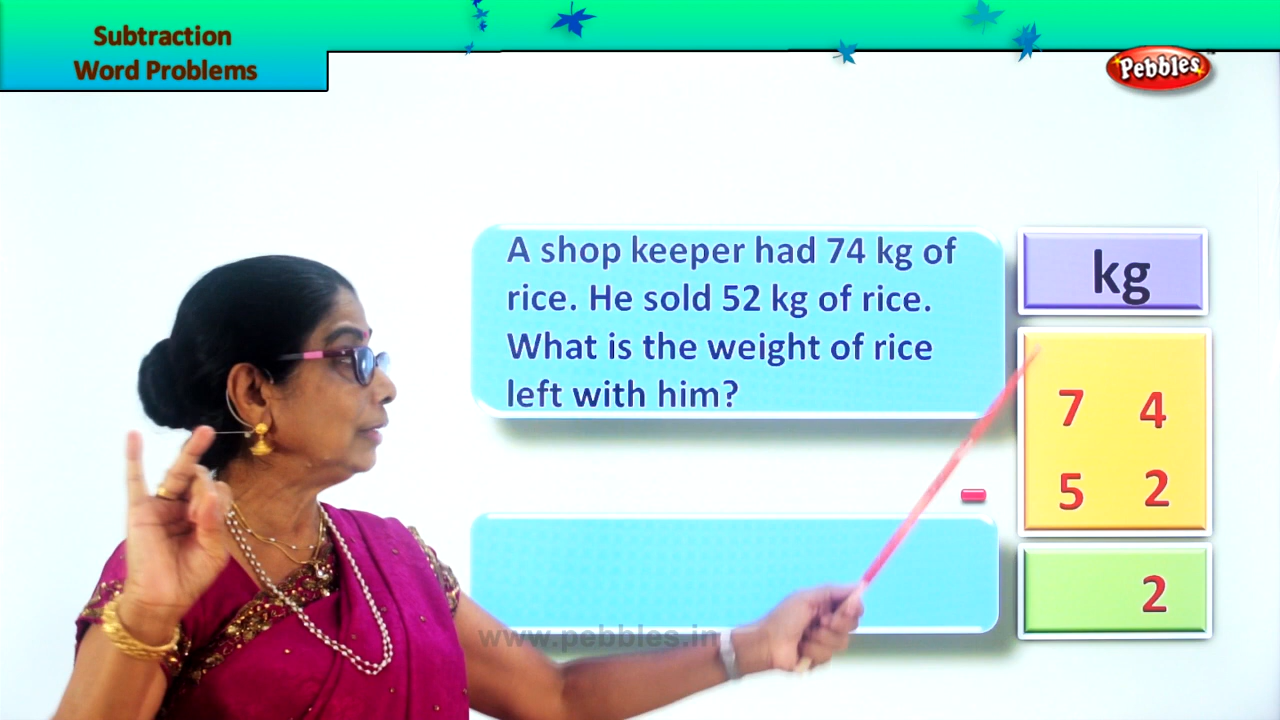 Subtraction
Word Problems
Pebbles
A shop keeper had 74 kg of
rice. He sold 52 kg of rice.
What is the weight of rice
left with him?
kg
7 4
- 5 2
2
www.pebbles.in